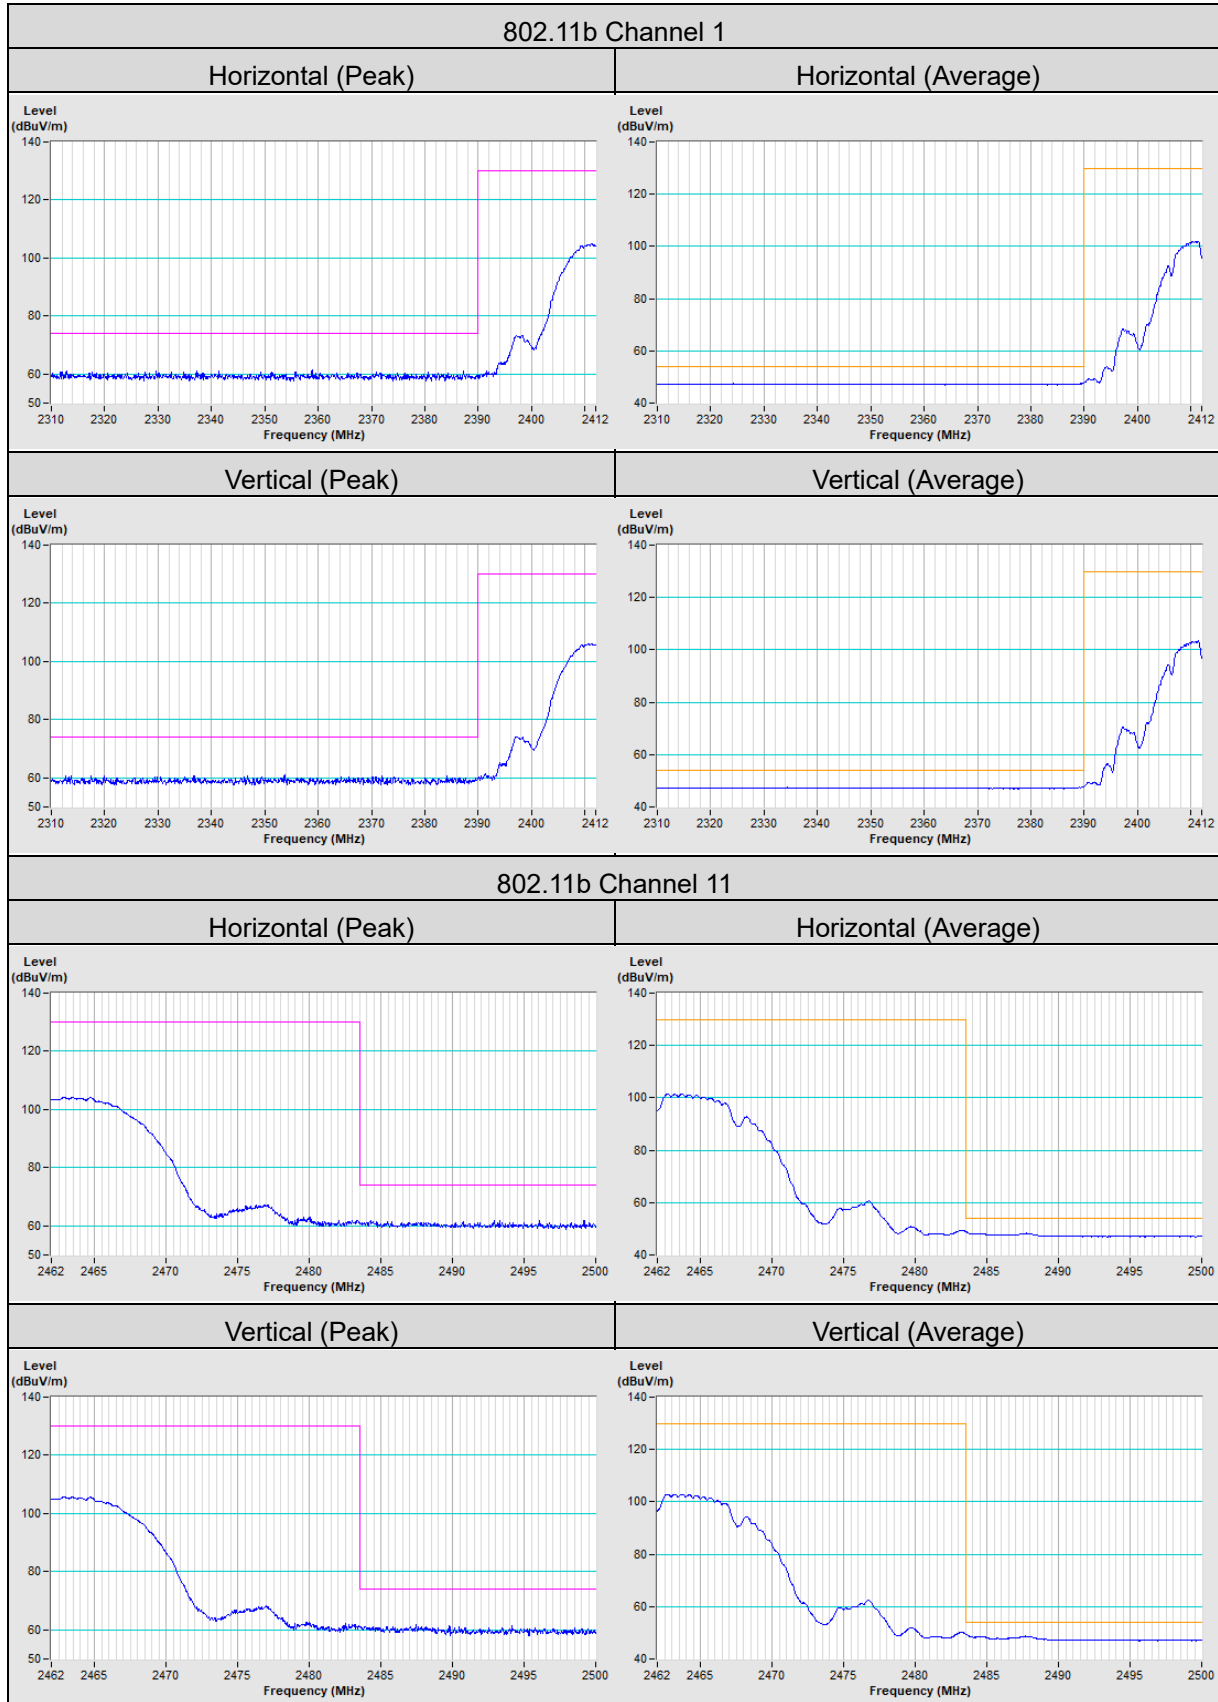 802.11b Channel 1
Horizontal (Peak) Horizontal (Average)
Level
(dBuV/m)
140
120
100
80
60
50
2310 2320 2330 2340 2350 2360 2370 2380 2390 2400 2412
Frequency (MHz)
Level
(dBuV/m)
140
120
100
80
60
40
2310 2320 2330 2340 2350 2360 2370 2380 2390 2400 2412
Frequency (MHz)
Vertical (Peak) Vertical (Average)
Level
(dBuV/m)
140
120
100
80
60
50
2310 2320 2330 2340 2350 2360 2370 2380 2390 2400 2412
Frequency (MHz)
Level
(dBuV/m)
140
120
100
80
60
40
2310 2320 2330 2340 2350 2360 2370 2380 2390 2400 2412
Frequency (MHz)
802.11b Channel 11
Horizontal (Peak) Horizontal (Average)
Level
(dBuV/m)
140
120
100
80
60
50
2462 2465 2470 2475 2480 2485 2490 2495 2500
Frequency (MHz)
Level
(dBuV/m)
140
120
100
80
60
40
2462 2465 2470 2475 2480 2485 2490 2495 2500
Frequency (MHz)
Vertical (Peak) Vertical (Average)
Level
(dBuV/m)
140
120
100
80
60
50
2462 2465 2470 2475 2480 2485 2490 2495 2500
Frequency (MHz)
Level
(dBuV/m)
140
120
100
80
60
40
2462 2465 2470 2475 2480 2485 2490 2495 2500
Frequency (MHz)